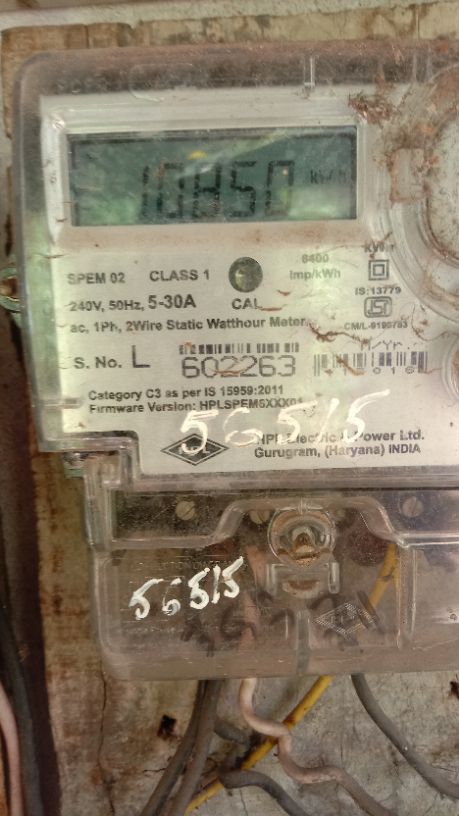 10850 kWh
SPEM 02 CLASS 1 6400 Imp/kWh
240V, 50Hz, 5-30A CAL IS:13779
ac, 1Ph, 2Wire Static Watthour Meter
S. No. L 602263
Category C3 as per IS 15959:2011
Firmware Version:
56515
Electric Power Ltd.
Gurugram, (Haryana) INDIA
56515